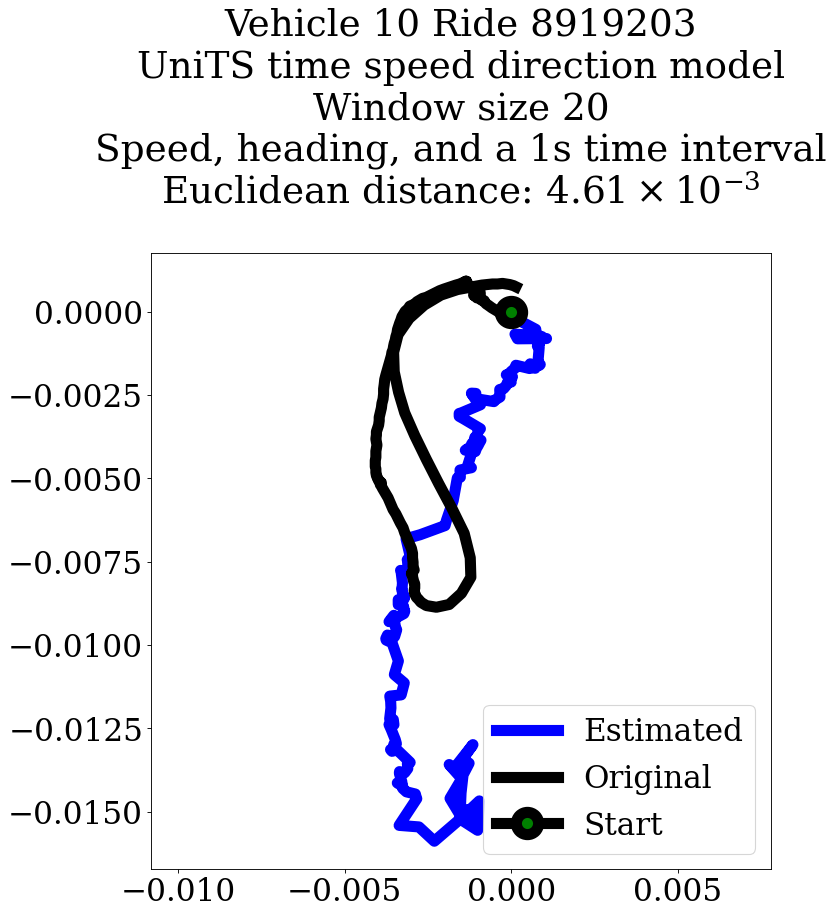 Vehicle 10 Ride 8919203
UniTS time speed direction model
Window size 20
Speed, heading, and a 1s time interval
Euclidean distance: 4.61 × 10⁻³
0.0000
−0.0025
−0.0050
−0.0075
−0.0100
−0.0125
−0.0150
Estimated
Original
Start
−0.010
−0.005
0.000
0.005